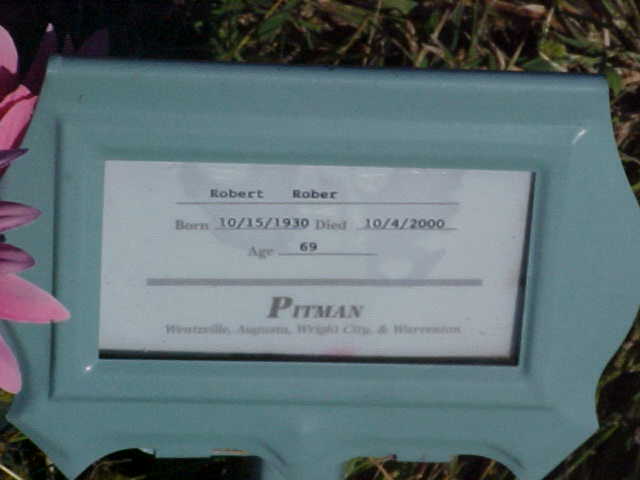 Robert Rober
Born 10/15/1930 Died 10/4/2000
Age 69
PITMAN
Wentzville, Augusta, Wright City, & Warrenton